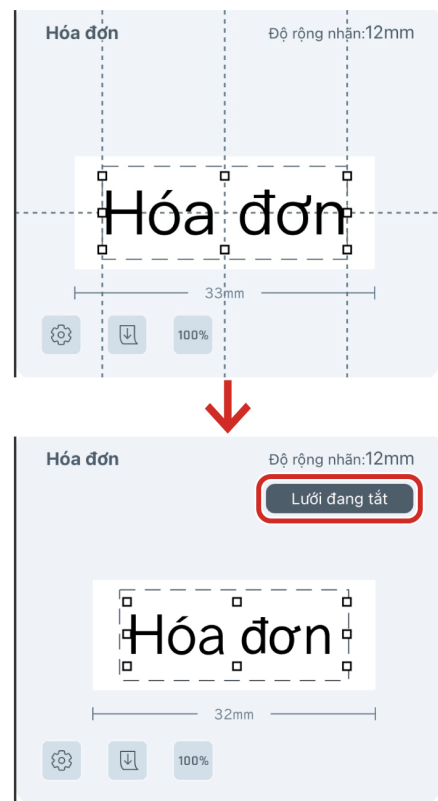 Hóa đơn
Độ rộng nhãn:12mm
Hóa đơn
33mm
100%
Hóa đơn
Độ rộng nhãn:12mm
Lưới đang tắt
Hóa đơn
32mm
100%